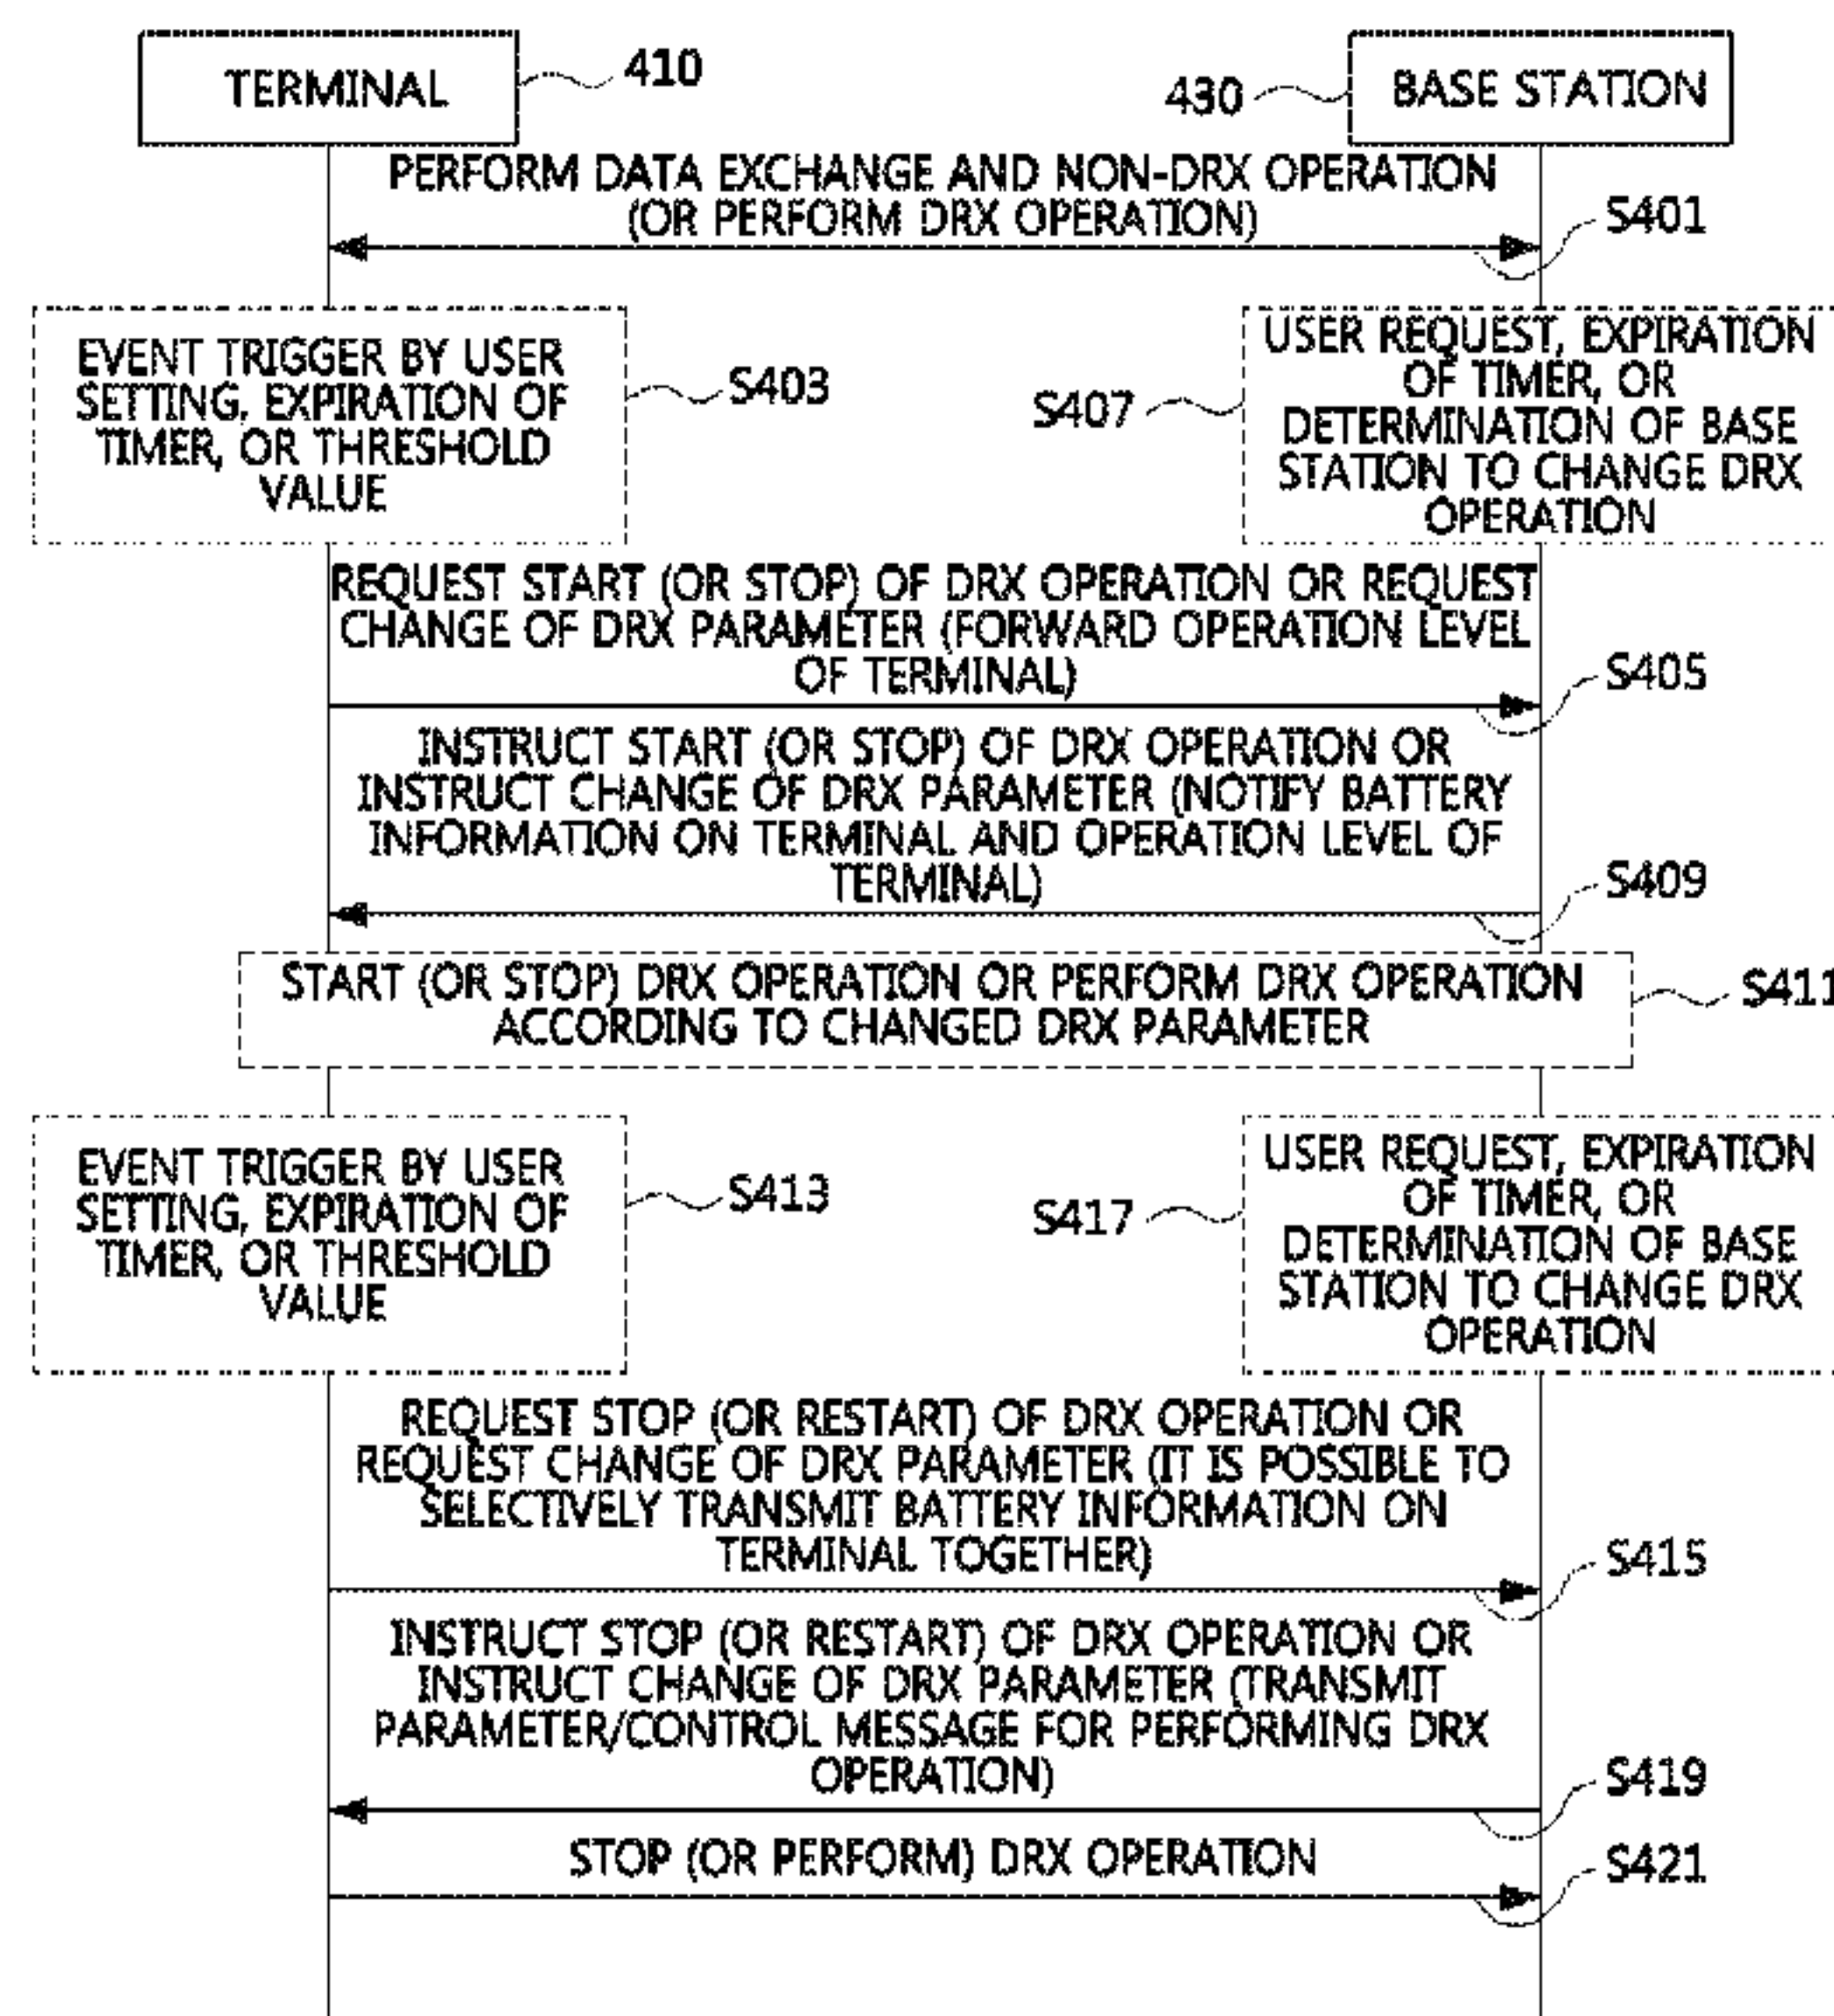 TERMINAL
410
430
BASE STATION
PERFORM DATA EXCHANGE AND NON-DRX OPERATION
(OR PERFORM DRX OPERATION)
S401
EVENT TRIGGER BY USER
SETTING, EXPIRATION OF
TIMER, OR THRESHOLD
VALUE
S403
S407
USER REQUEST, EXPIRATION
OF TIMER, OR
DETERMINATION OF BASE
STATION TO CHANGE DRX
OPERATION
REQUEST START (OR STOP) OF DRX OPERATION OR REQUEST
CHANGE OF DRX PARAMETER (FORWARD OPERATION LEVEL
OF TERMINAL)
S405
INSTRUCT START (OR STOP) OF DRX OPERATION OR
INSTRUCT CHANGE OF DRX PARAMETER (NOTIFY BATTERY
INFORMATION ON TERMINAL AND OPERATION LEVEL OF
TERMINAL)
S409
START (OR STOP) DRX OPERATION OR PERFORM DRX OPERATION
ACCORDING TO CHANGED DRX PARAMETER
S411
EVENT TRIGGER BY USER
SETTING, EXPIRATION OF
TIMER, OR THRESHOLD
VALUE
S413
S417
USER REQUEST, EXPIRATION
OF TIMER, OR
DETERMINATION OF BASE
STATION TO CHANGE DRX
OPERATION
REQUEST STOP (OR RESTART) OF DRX OPERATION OR
REQUEST CHANGE OF DRX PARAMETER (IT IS POSSIBLE TO
SELECTIVELY TRANSMIT BATTERY INFORMATION ON
TERMINAL TOGETHER)
S415
INSTRUCT STOP (OR RESTART) OF DRX OPERATION OR
INSTRUCT CHANGE OF DRX PARAMETER (TRANSMIT
PARAMETER/CONTROL MESSAGE FOR PERFORMING DRX
OPERATION)
S419
STOP (OR PERFORM) DRX OPERATION
S421